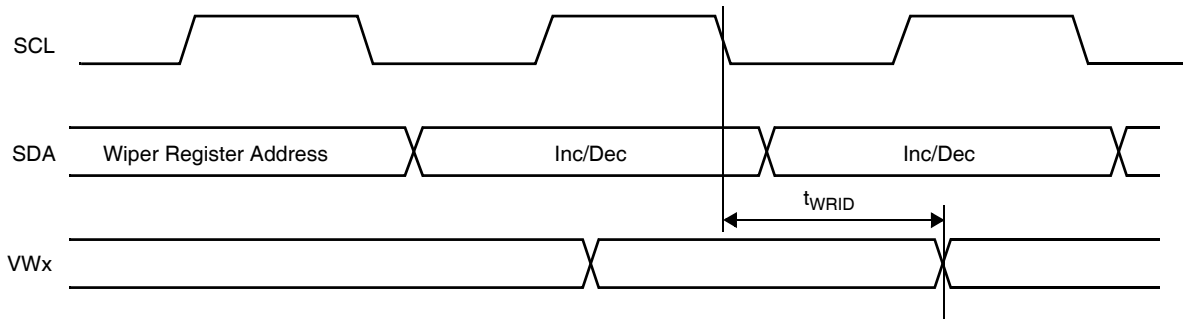 SCL
SDA Wiper Register Address Inc/Dec Inc/Dec
tWRID
VWx